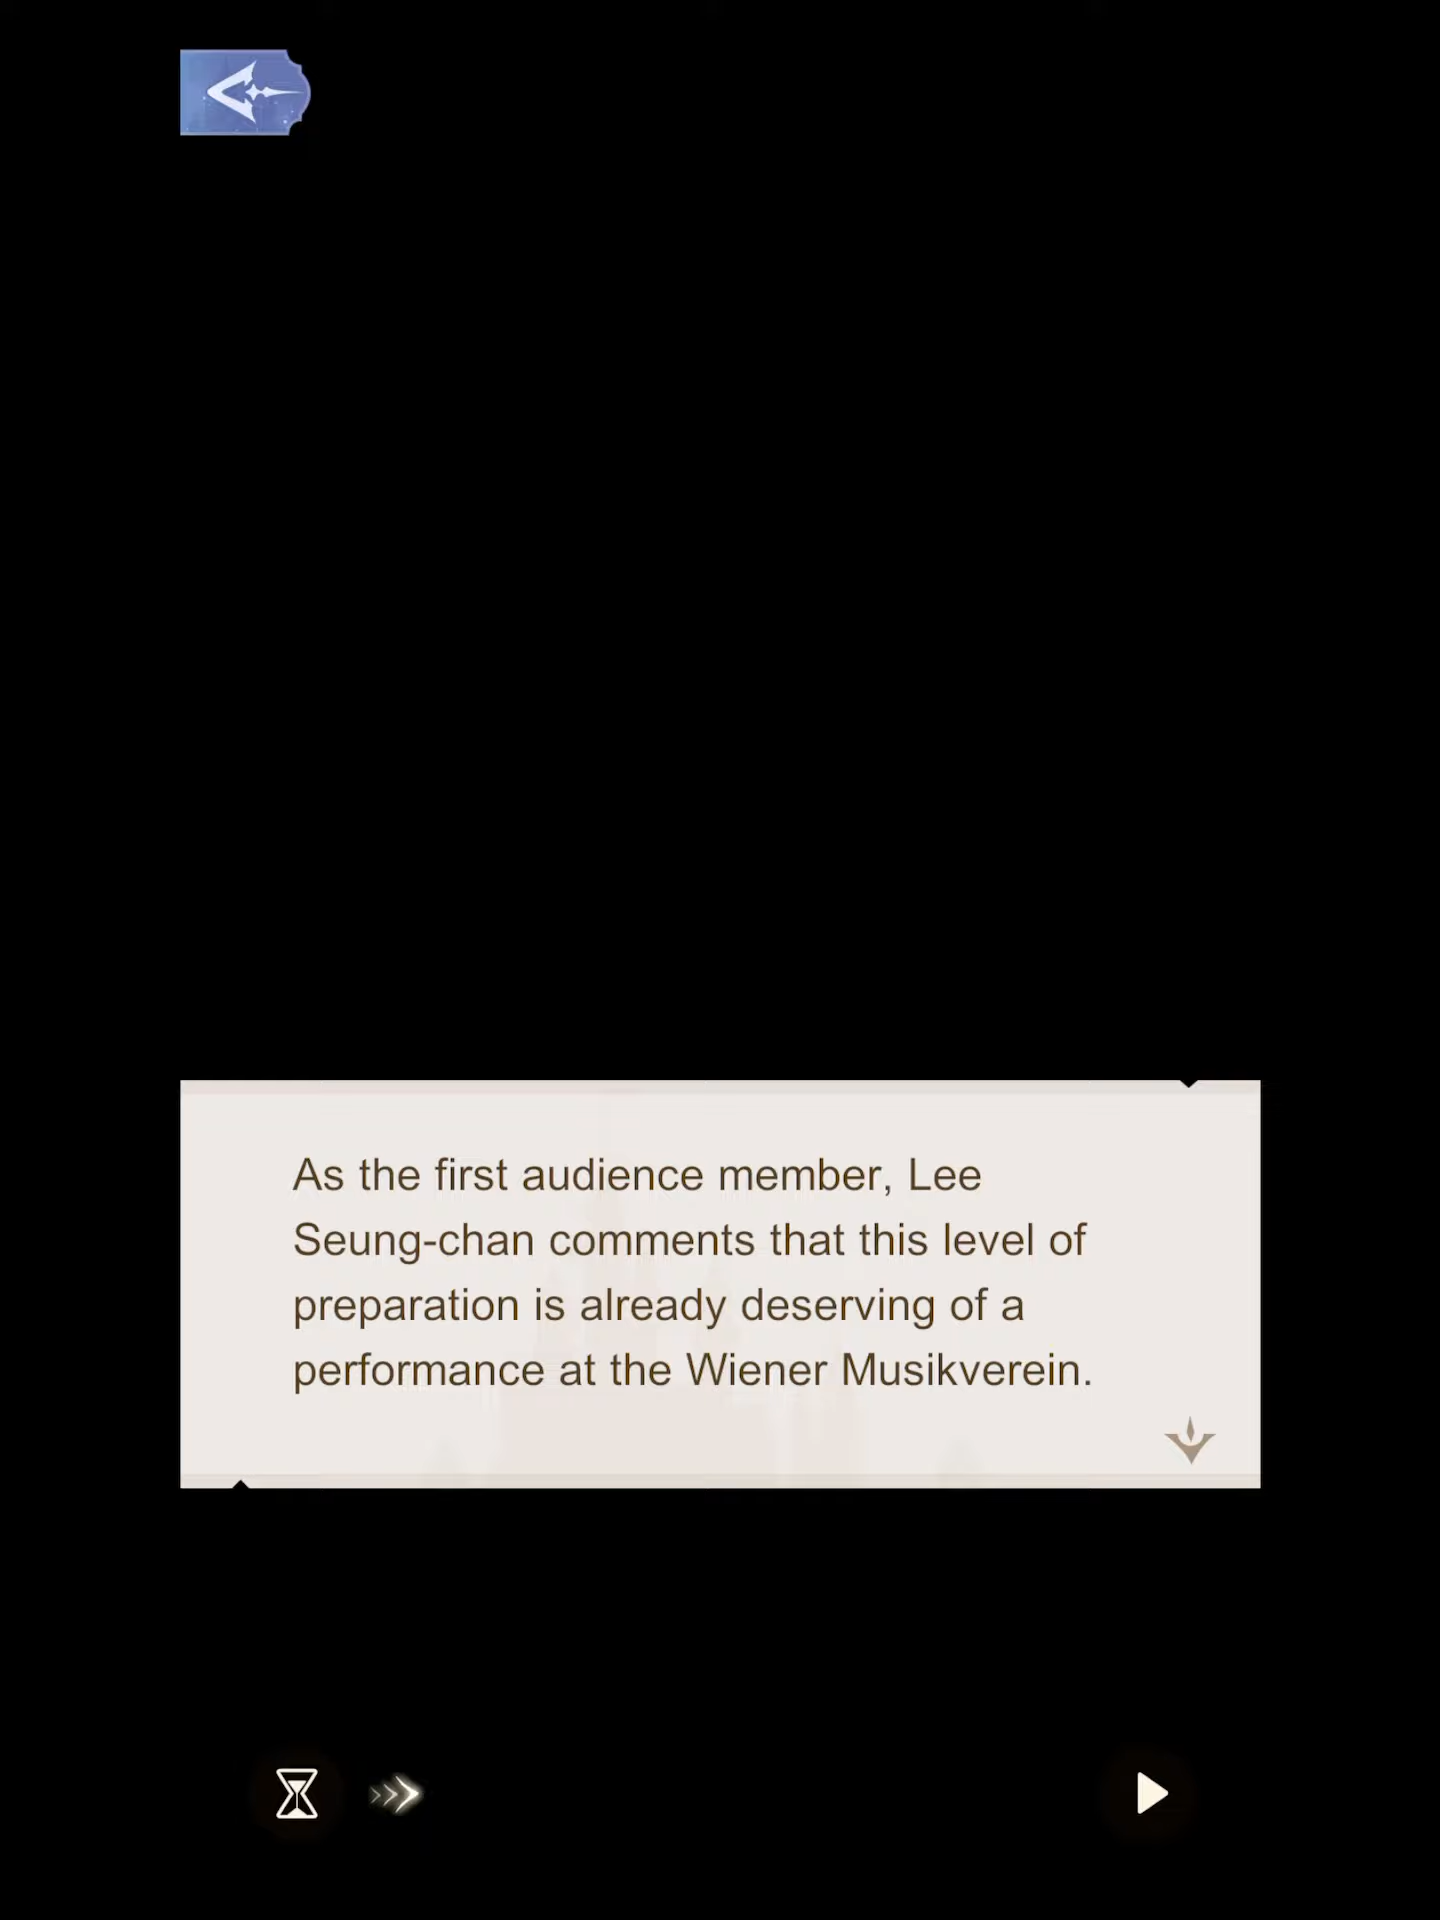 As the first audience member, Lee
Seung-chan comments that this level of
preparation is already deserving of a
performance at the Wiener Musikverein.